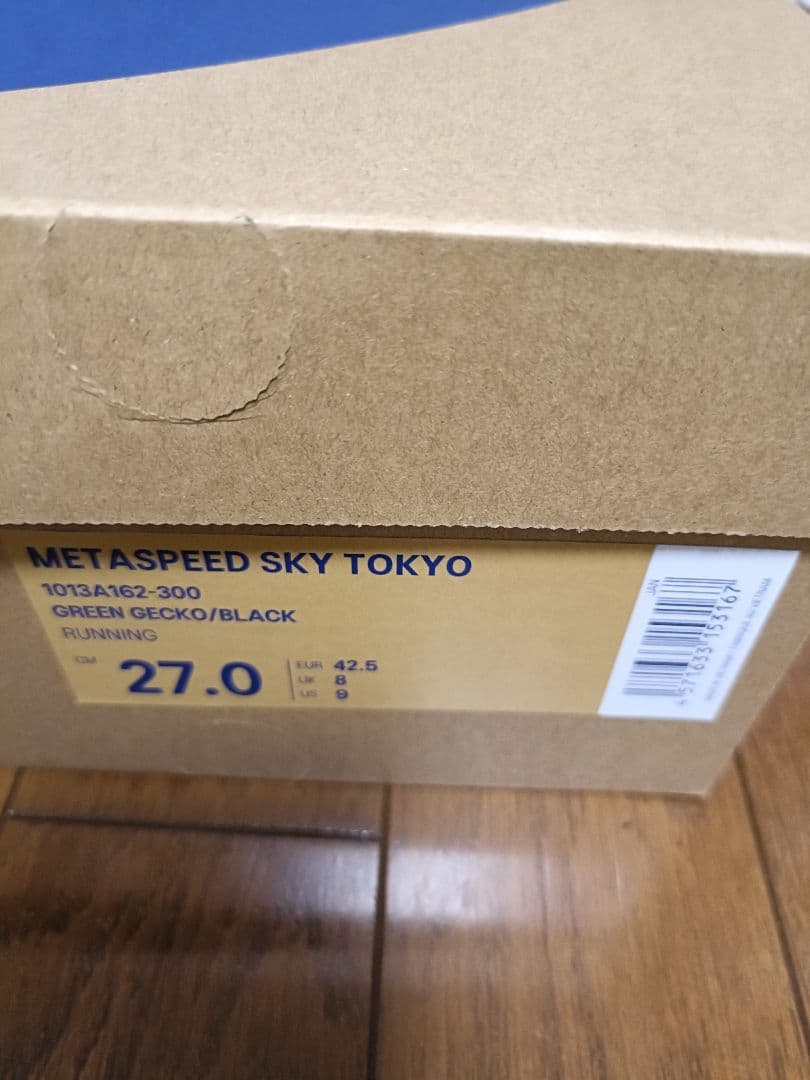 METASPEED SKY TOKYO
1013A162-300
GREEN GECKO/BLACK
RUNNING
CM 27.0
EUR 42.5
UK 8
US 9
JAN
4571633153167